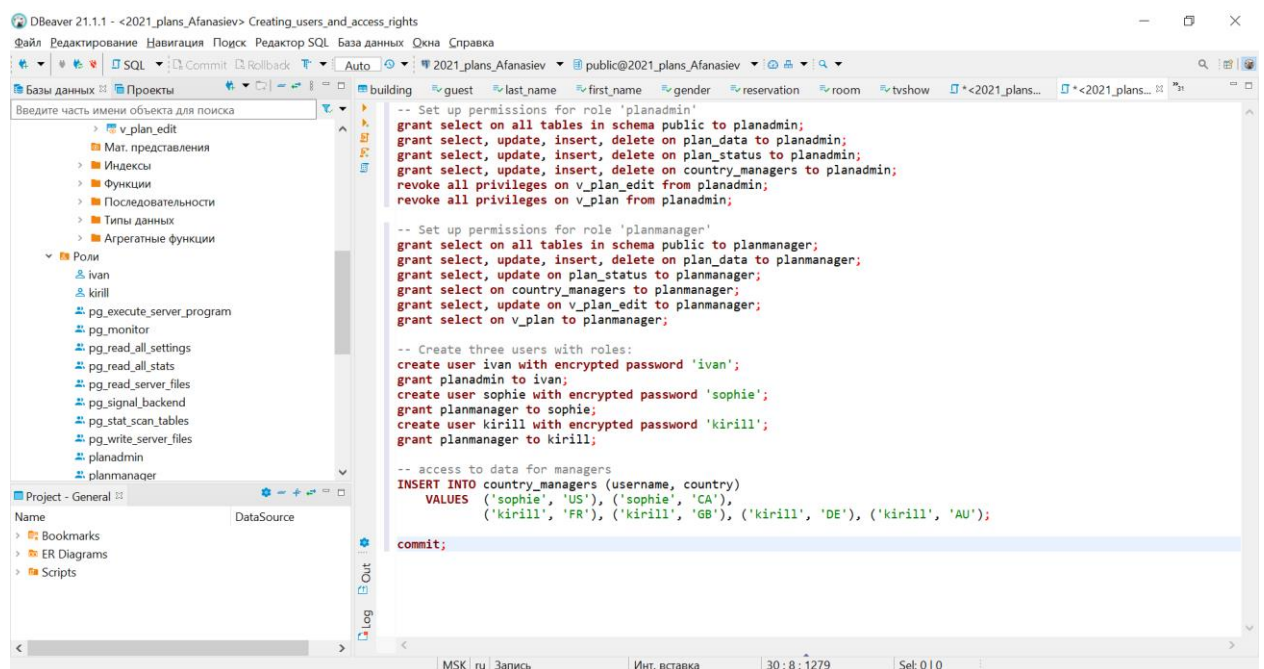 DBeaver 21.1.1 - <2021_plans_Afanasiev> Creating_users_and_access_rights
Файл Редактирование Навигация Поиск Редактор SQL База данных Окна Справка
SQL Commit Rollback Auto 2021_plans_Afanasiev public@2021_plans_Afanasiev
Базы данных Проекты
building guest last_name first_name gender reservation room tvshow *<2021_plans... *<2021_plans... »31
Введите часть имени объекта для поиска
v_plan_edit
Мат. представления
Индексы
Функции
Последовательности
Типы данных
Агрегатные функции
Роли
ivan
kirill
pg_execute_server_program
pg_monitor
pg_read_all_settings
pg_read_all_stats
pg_read_server_files
pg_signal_backend
pg_stat_scan_tables
pg_write_server_files
planadmin
planmanager
Project - General
Name DataSource
Bookmarks
ER Diagrams
Scripts
-- Set up permissions for role 'planadmin'
grant select on all tables in schema public to planadmin;
grant select, update, insert, delete on plan_data to planadmin;
grant select, update, insert, delete on plan_status to planadmin;
grant select, update, insert, delete on country_managers to planadmin;
revoke all privileges on v_plan_edit from planadmin;
revoke all privileges on v_plan from planadmin;
-- Set up permissions for role 'planmanager'
grant select on all tables in schema public to planmanager;
grant select, update, insert, delete on plan_data to planmanager;
grant select, update on plan_status to planmanager;
grant select on country_managers to planmanager;
grant select, update on v_plan_edit to planmanager;
grant select on v_plan to planmanager;
-- Create three users with roles:
create user ivan with encrypted password 'ivan';
grant planadmin to ivan;
create user sophie with encrypted password 'sophie';
grant planmanager to sophie;
create user kirill with encrypted password 'kirill';
grant planmanager to kirill;
-- access to data for managers
INSERT INTO country_managers (username, country)
VALUES ('sophie', 'US'), ('sophie', 'CA'),
('kirill', 'FR'), ('kirill', 'GB'), ('kirill', 'DE'), ('kirill', 'AU');
commit;
Out
Log
MSK ru Запись Инт. вставка 30 : 8 : 1279 Sel: 0 | 0